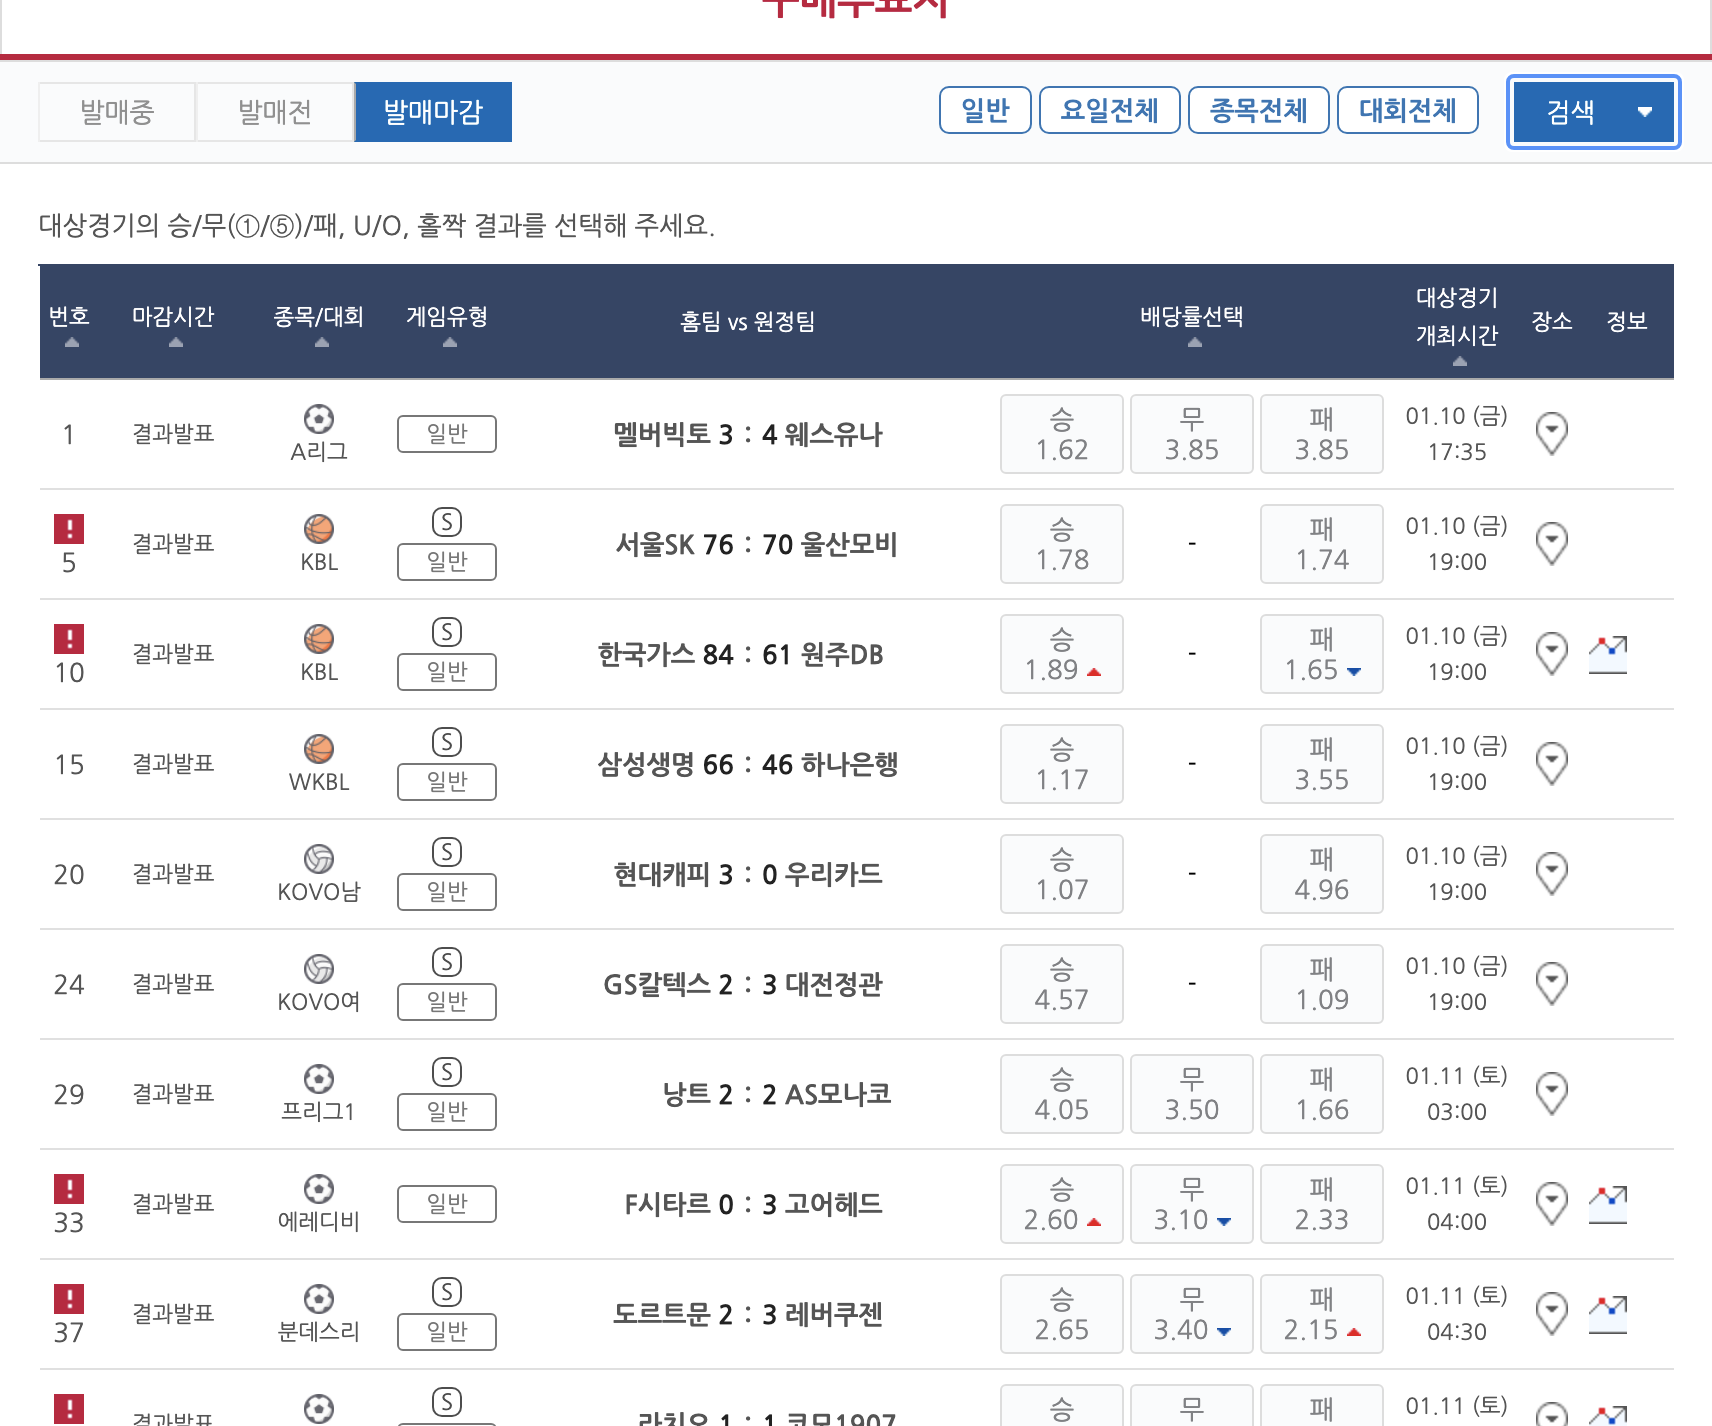 구매투표지
발매중 발매전 발매마감 일반 요일전체 종목전체 대회전체 검색
대상경기의 승/무(①/⑤)/패, U/O, 홀짝 결과를 선택해 주세요.
번호 마감시간 종목/대회 게임유형 홈팀 vs 원정팀 배당률선택 대상경기 개최시간 장소 정보
1 결과발표 A리그 일반 멜버빅토 3 : 4 웨스유나 승 1.62 무 3.85 패 3.85 01.10 (금) 17:35
! 5 결과발표 KBL S 일반 서울SK 76 : 70 울산모비 승 1.78 - 패 1.74 01.10 (금) 19:00
! 10 결과발표 KBL S 일반 한국가스 84 : 61 원주DB 승 1.89 - 패 1.65 01.10 (금) 19:00
15 결과발표 WKBL S 일반 삼성생명 66 : 46 하나은행 승 1.17 - 패 3.55 01.10 (금) 19:00
20 결과발표 KOVO남 S 일반 현대캐피 3 : 0 우리카드 승 1.07 - 패 4.96 01.10 (금) 19:00
24 결과발표 KOVO여 S 일반 GS칼텍스 2 : 3 대전정관 승 4.57 - 패 1.09 01.10 (금) 19:00
29 결과발표 프리그1 S 일반 낭트 2 : 2 AS모나코 승 4.05 무 3.50 패 1.66 01.11 (토) 03:00
! 33 결과발표 에레디비 일반 F시타르 0 : 3 고어헤드 승 2.60 무 3.10 패 2.33 01.11 (토) 04:00
! 37 결과발표 분데스리 S 일반 도르트문 2 : 3 레버쿠젠 승 2.65 무 3.40 패 2.15 01.11 (토) 04:30
! 결과발표 S 라치오 1 : 1 코모1907 승 무 패 01.11 (토)